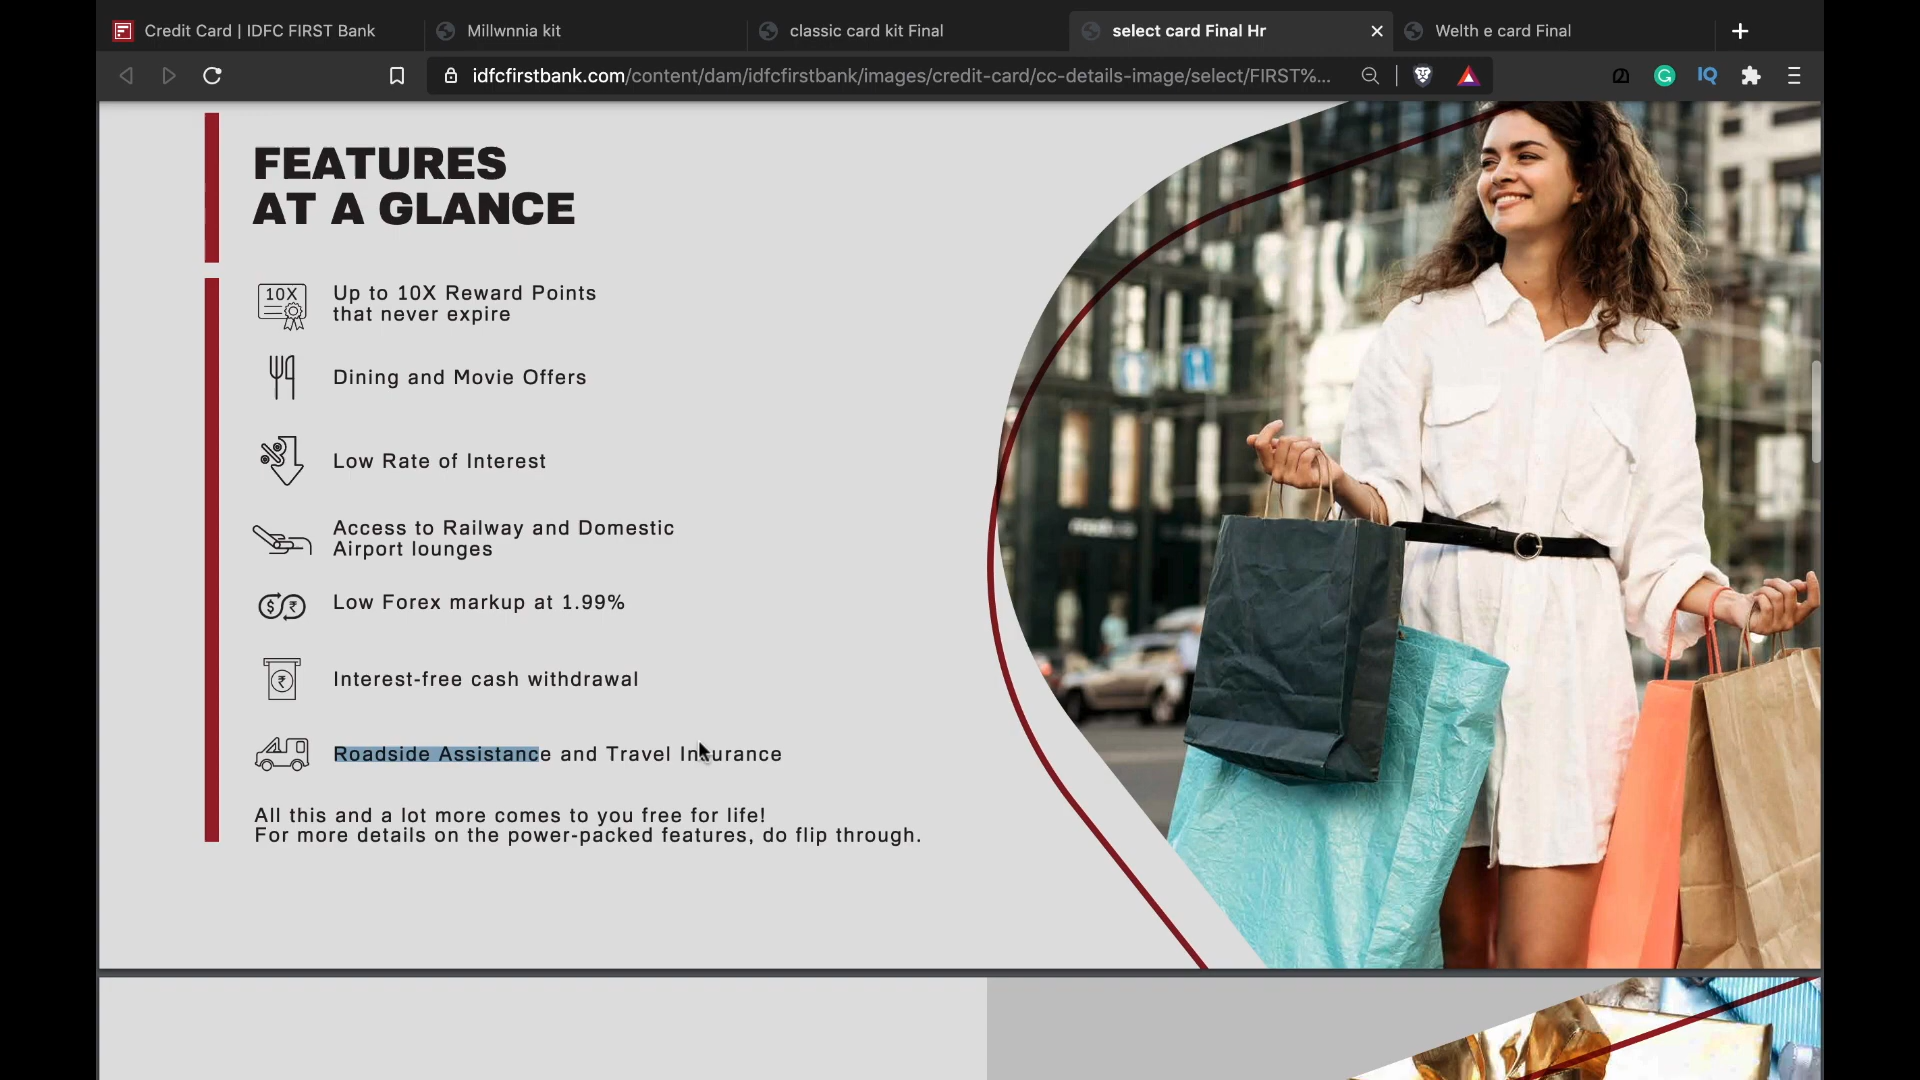 Credit Card | IDFC FIRST Bank
Millwnnia kit
classic card kit Final
select card Final Hr
Welth e card Final
idfcfirstbank.com/content/dam/idfcfirstbank/images/credit-card/cc-details-image/select/FIRST%...
IQ
FEATURES
AT A GLANCE
10X
Up to 10X Reward Points
that never expire
Dining and Movie Offers
Low Rate of Interest
Access to Railway and Domestic
Airport lounges
$ ₹
Low Forex markup at 1.99%
₹
Interest-free cash withdrawal
Roadside Assistance and Travel Insurance
All this and a lot more comes to you free for life!
For more details on the power-packed features, do flip through.